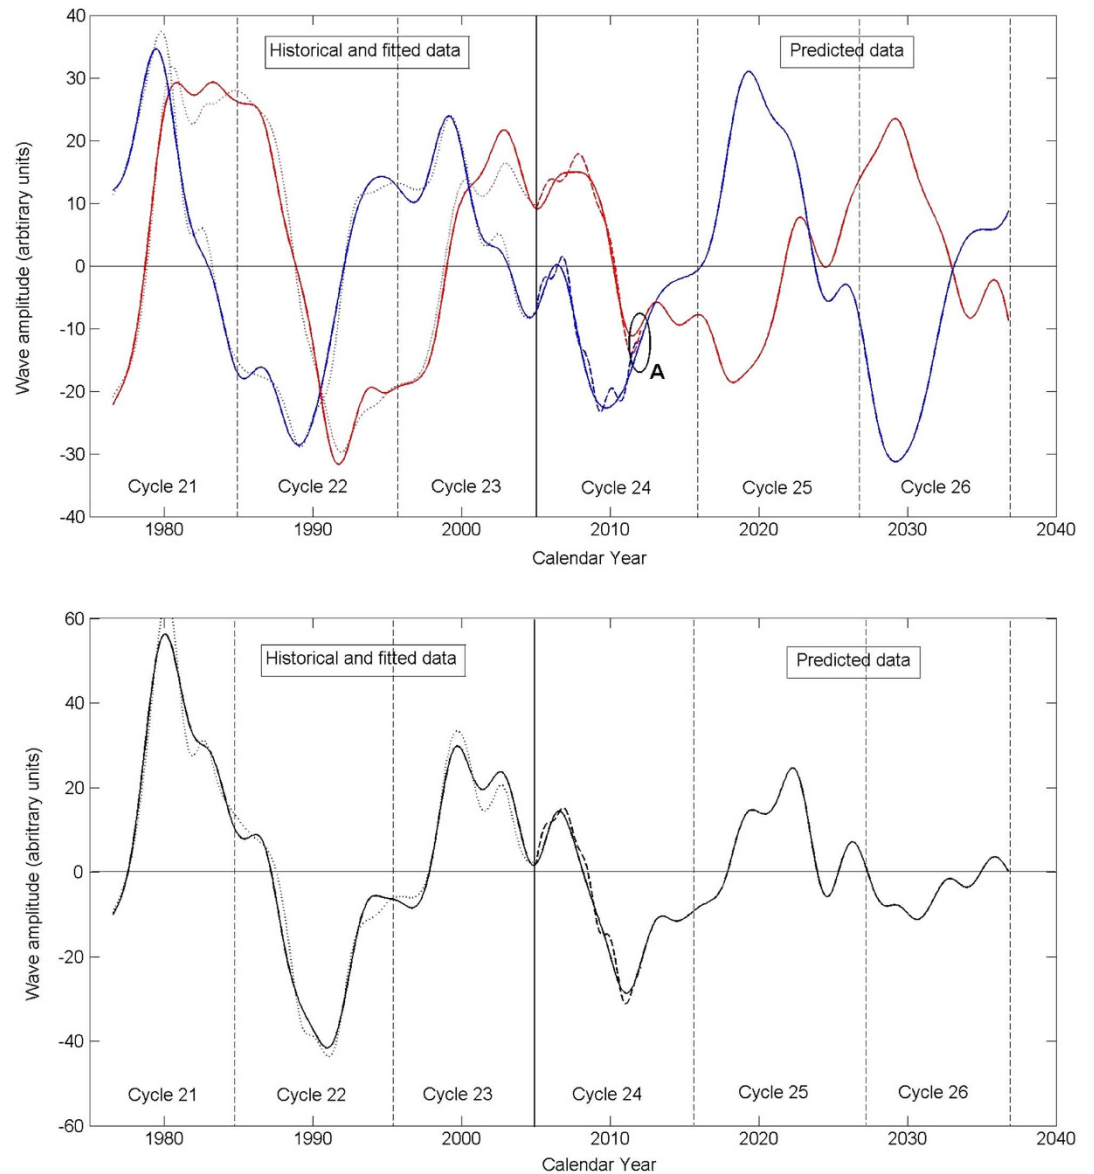 40
30
20
10
0
-10
-20
-30
-40
Wave amplitude (arbtirary units)
Historical and fitted data
Predicted data
A
Cycle 21 Cycle 22 Cycle 23 Cycle 24 Cycle 25 Cycle 26
1980 1990 2000 2010 2020 2030 2040
Calendar Year
60
40
20
0
-20
-40
-60
Wave amplitude (abritrary units)
Historical and fitted data
Predicted data
Cycle 21 Cycle 22 Cycle 23 Cycle 24 Cycle 25 Cycle 26
1980 1990 2000 2010 2020 2030 2040
Calendar Year